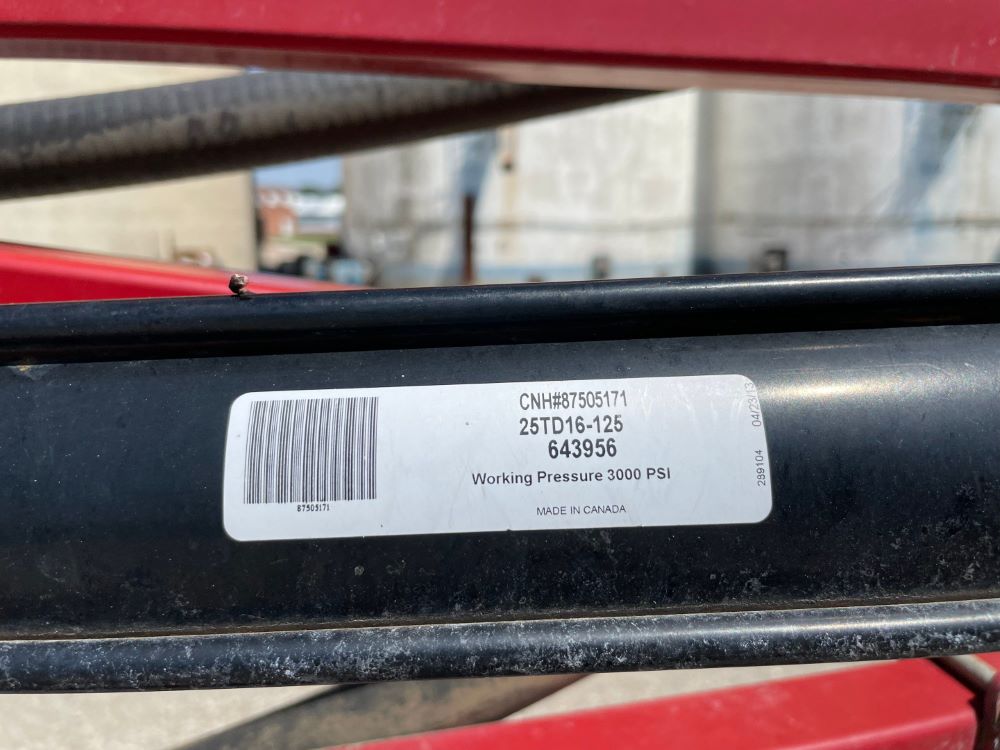 CNH#87505171
25TD16-125
643956
Working Pressure 3000 PSI
MADE IN CANADA
87505171
289104 04/23/13